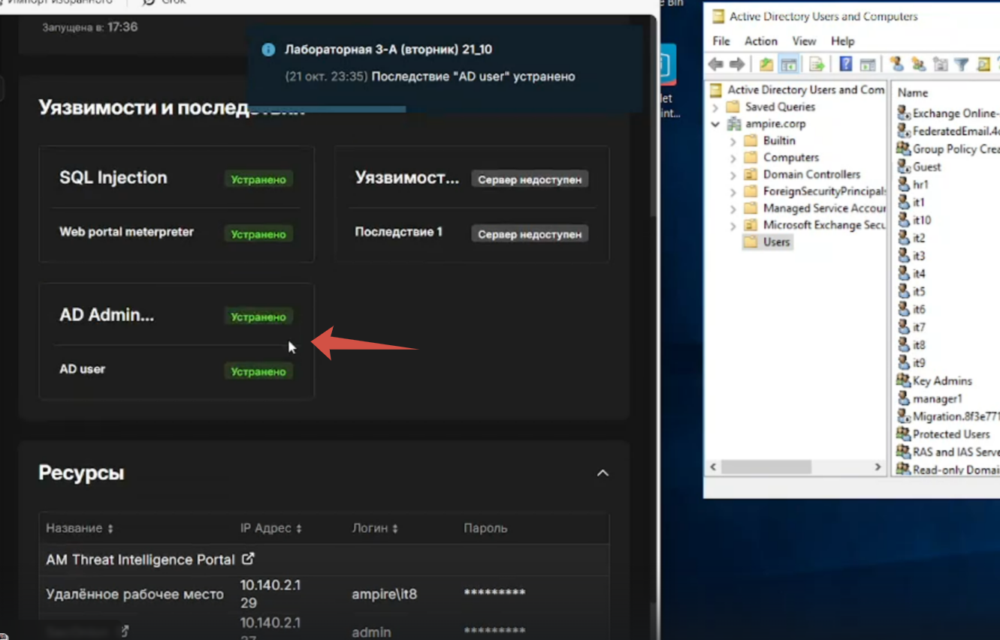 Импорт избранного
Grok
Запущена в: 17:36
Лабораторная 3-A (вторник) 21_10
(21 окт. 23:35) Последствие "AD user" устранено
Уязвимости и последствия
SQL Injection Устранено
Web portal meterpreter Устранено
Уязвимост... Сервер недоступен
Последствие 1 Сервер недоступен
AD Admin... Устранено
AD user Устранено
Ресурсы
Название IP Адрес Логин Пароль
AM Threat Intelligence Portal
Удалённое рабочее место 10.140.2.1 ampire\it8 *********
29
10.140.2.1 admin *********
e Bin
let
int...
Active Directory Users and Computers
File Action View Help
Active Directory Users and Com
Saved Queries
ampire.corp
Builtin
Computers
Domain Controllers
ForeignSecurityPrincipals
Managed Service Accour
Microsoft Exchange Secu
Users
Name
Exchange Online-
FederatedEmail.4c
Group Policy Crea
Guest
hr1
it1
it10
it2
it3
it4
it5
it6
it7
it8
it9
Key Admins
manager1
Migration.8f3e771
Protected Users
RAS and IAS Serve
Read-only Domai